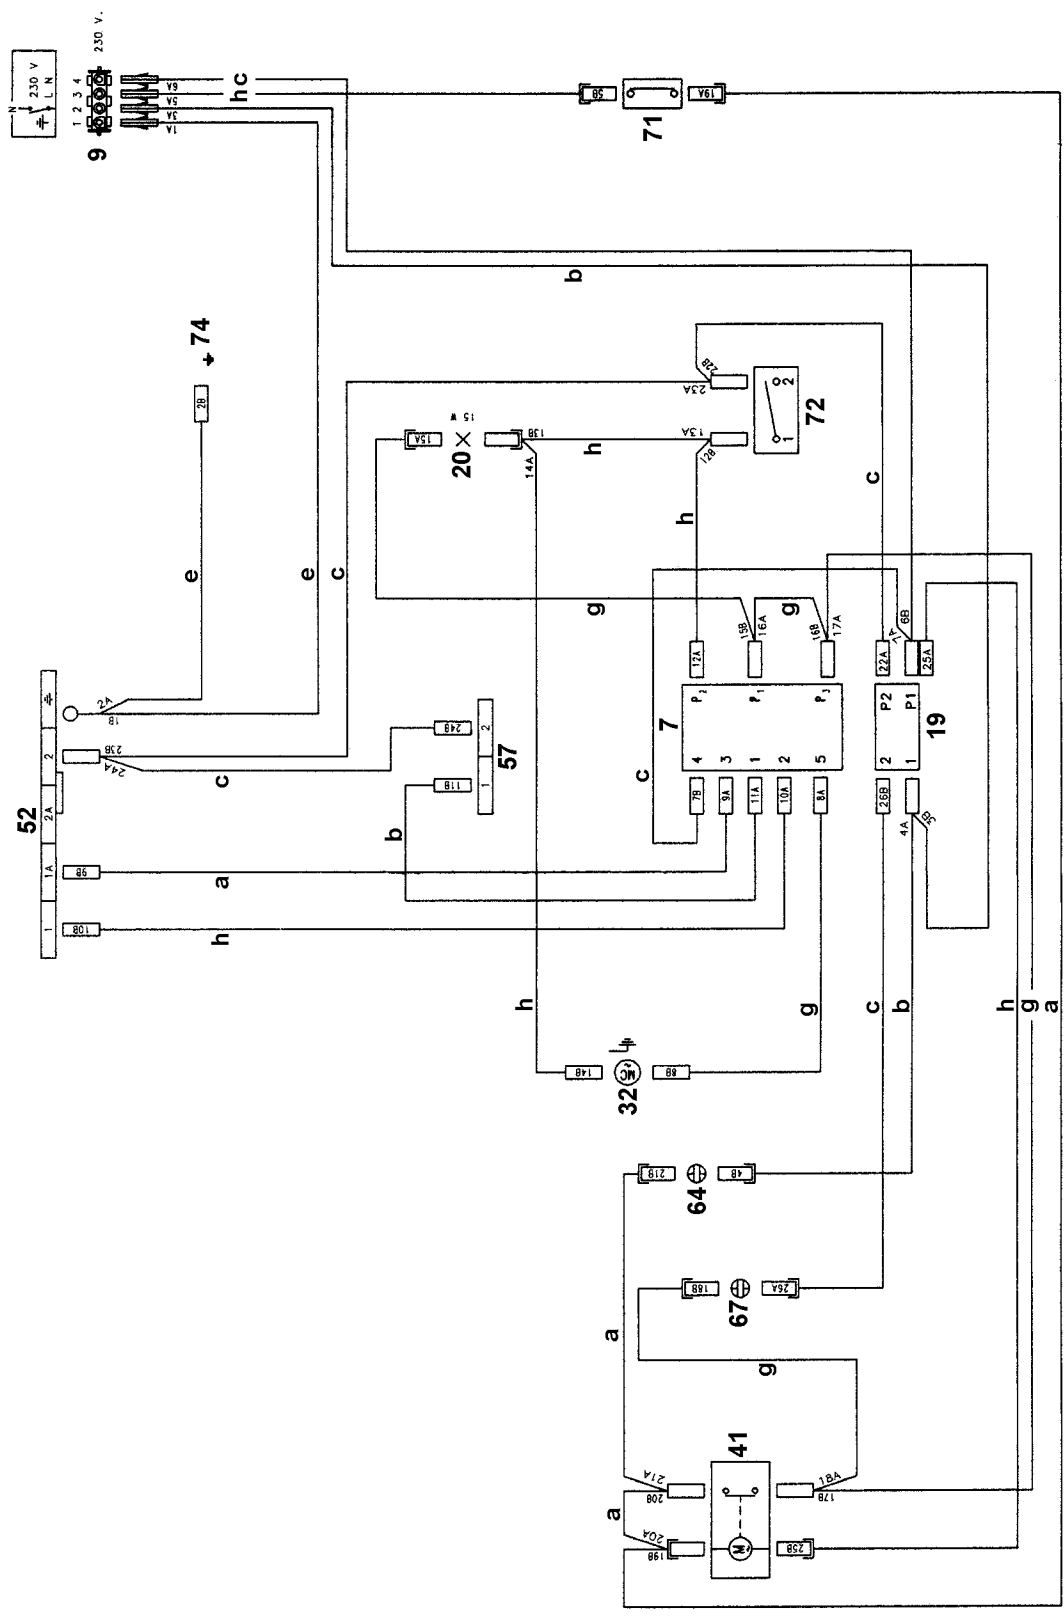 N
230 V
L N
230 V.
1 2 3 4
9
1A
3A
5A
6A
h c
5B
71
19A
b
74
2B
e
e
c
52
1
1A
2A
2
10B
9B
24A
23B
1B
2A
c
b
a
h
11B
24B
1
2
57
15A
15 W
20
13B
14A
h
h
g
g
c
12B
13A
23A
22B
1
2
72
c
12A
15B
16A
16B
17A
7
P2
P1
P3
4
3
1
2
5
7B
9A
11A
10A
8A
22A
7A
6B
25A
2
P2
1
P1
19
26B
4A
3B
h
g
c
b
h
g
a
14B
MC
8B
32
21B
4B
64
18B
26A
67
a
g
a
21A
20B
20A
19B
41
M
18A
17B
25B